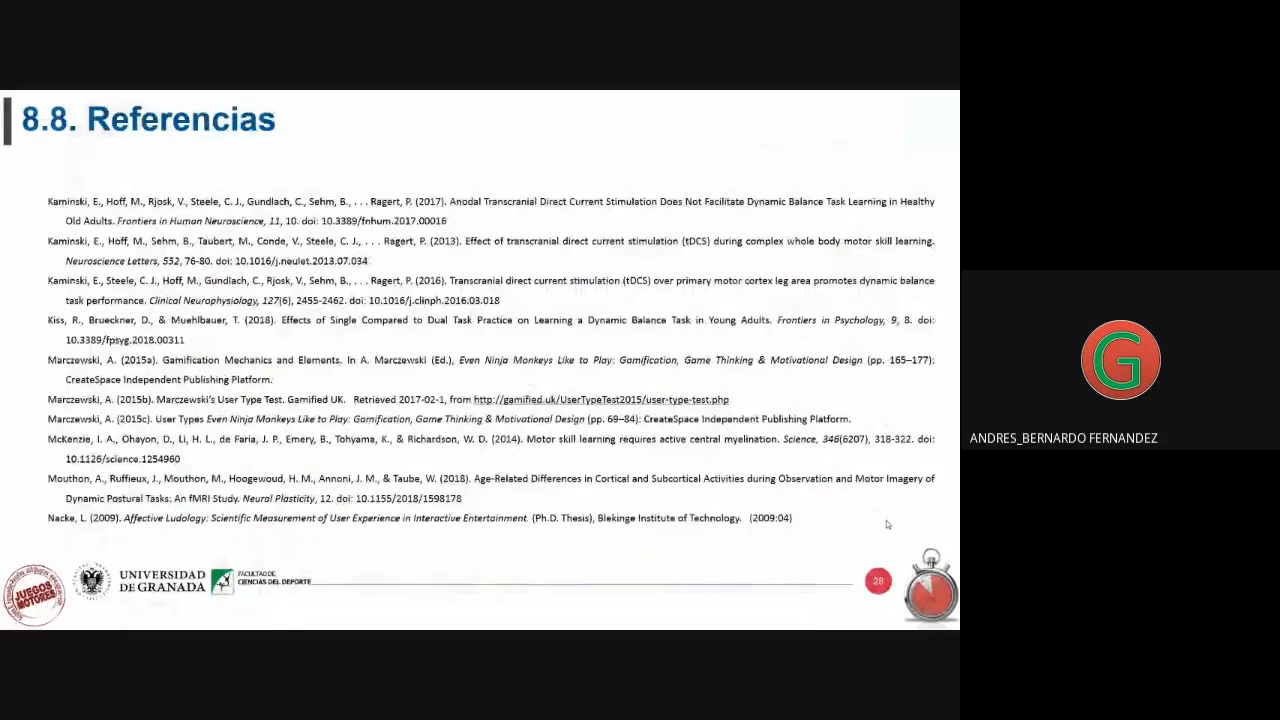 8.8. Referencias
Kaminski, E., Hoff, M., Rjosk, V., Steele, C. J., Gundlach, C., Sehm, B., . . . Ragert, P. (2017). Anodal Transcranial Direct Current Stimulation Does Not Facilitate Dynamic Balance Task Learning in Healthy
Old Adults. Frontiers in Human Neuroscience, 11, 10. doi: 10.3389/fnhum.2017.00016
Kaminski, E., Hoff, M., Sehm, B., Taubert, M., Conde, V., Steele, C. J., . . . Ragert, P. (2013). Effect of transcranial direct current stimulation (tDCS) during complex whole body motor skill learning.
Neuroscience Letters, 552, 76-80. doi: 10.1016/j.neulet.2013.07.034
Kaminski, E., Steele, C. J., Hoff, M., Gundlach, C., Rjosk, V., Sehm, B., . . . Ragert, P. (2016). Transcranial direct current stimulation (tDCS) over primary motor cortex leg area promotes dynamic balance
task performance. Clinical Neurophysiology, 127(6), 2455-2462. doi: 10.1016/j.clinph.2016.03.018
Kiss, R., Brueckner, D., & Muehlbauer, T. (2018). Effects of Single Compared to Dual Task Practice on Learning a Dynamic Balance Task in Young Adults. Frontiers in Psychology, 9, 8. doi:
10.3389/fpsyg.2018.00311
Marczewski, A. (2015a). Gamification Mechanics and Elements. In A. Marczewski (Ed.), Even Ninja Monkeys Like to Play: Gamification, Game Thinking & Motivational Design (pp. 165–177):
CreateSpace Independent Publishing Platform.
Marczewski, A. (2015b). Marczewski's User Type Test. Gamified UK. Retrieved 2017-02-1, from http://gamified.uk/UserTypeTest2015/user-type-test.php
Marczewski, A. (2015c). User Types Even Ninja Monkeys Like to Play: Gamification, Game Thinking & Motivational Design (pp. 69–84): CreateSpace Independent Publishing Platform.
McKenzie, I. A., Ohayon, D., Li, H. L., de Faria, J. P., Emery, B., Tohyama, K., & Richardson, W. D. (2014). Motor skill learning requires active central myelination. Science, 346(6207), 318-322. doi:
10.1126/science.1254960
Mouthon, A., Ruffieux, J., Mouthon, M., Hoogewoud, H. M., Annoni, J. M., & Taube, W. (2018). Age-Related Differences in Cortical and Subcortical Activities during Observation and Motor Imagery of
Dynamic Postural Tasks: An fMRI Study. Neural Plasticity, 12. doi: 10.1155/2018/1598178
Nacke, L. (2009). Affective Ludology: Scientific Measurement of User Experience in Interactive Entertainment. (Ph.D. Thesis), Blekinge Institute of Technology. (2009:04)
JUEGOS
MOTORES
UNIVERSIDAD
DE GRANADA
FACULTAD DE
CIENCIAS DEL DEPORTE
28
G
ANDRES_BERNARDO FERNANDEZ